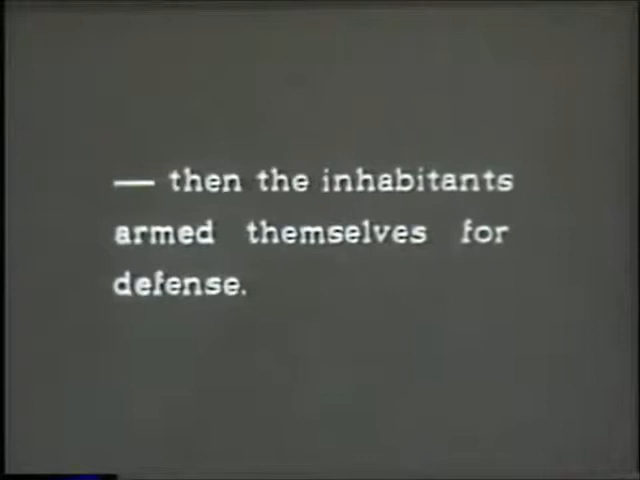 — then the inhabitants
armed themselves for
defense.